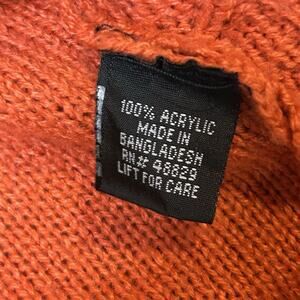 100% ACRYLIC
MADE IN
BANGLADESH
RN# 48829
LIFT FOR CARE